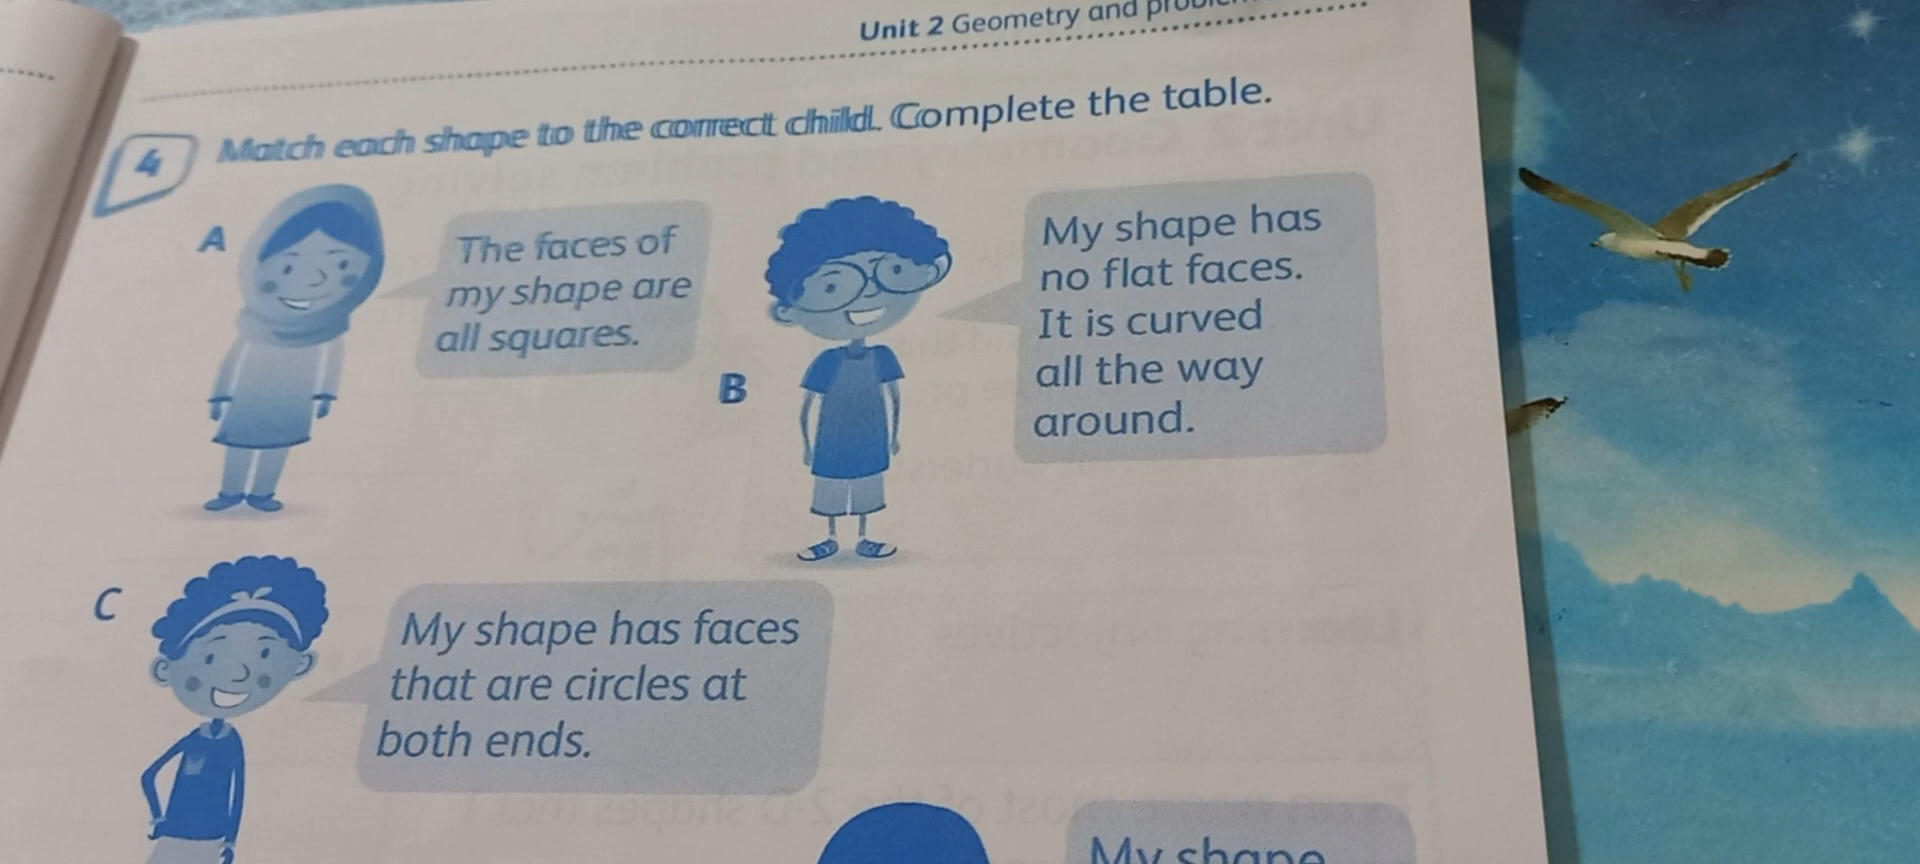 Unit 2 Geometry and
4 Match each shape to the correct child. Complete the table.
A
The faces of
my shape are
all squares.
B
My shape has
no flat faces.
It is curved
all the way
around.
C
My shape has faces
that are circles at
both ends.
My shape